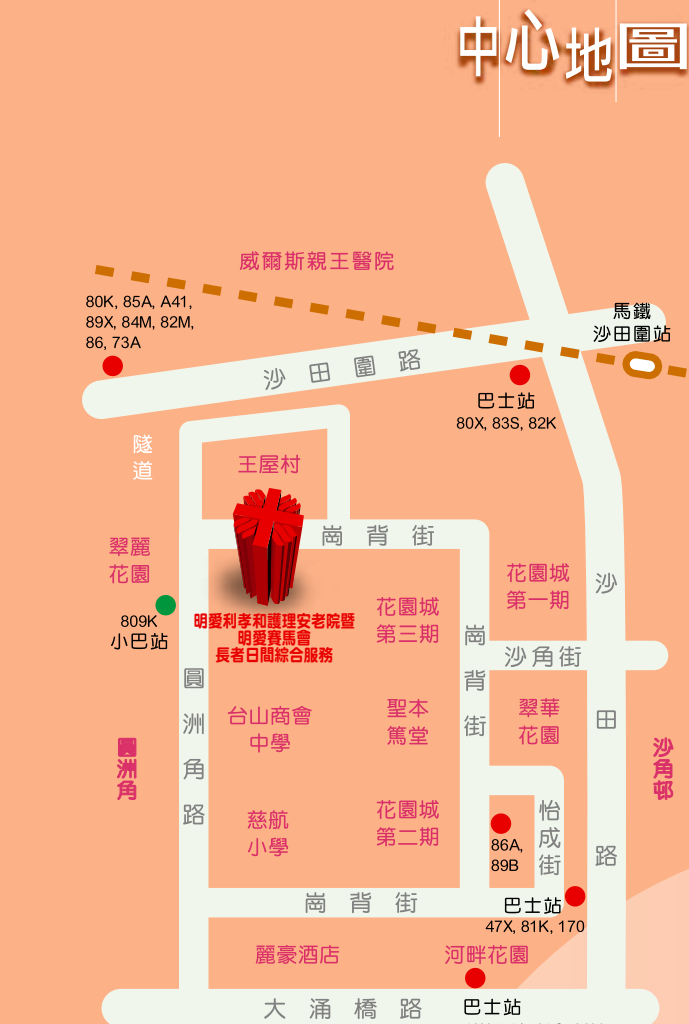 中心地圖
威爾斯親王醫院
80K, 85A, A41,
89X, 84M, 82M,
86, 73A
馬鐵
沙田圍站
沙田圍路
巴士站
80X, 83S, 82K
隧
道
王屋村
崗背街
翠麗
花園
809K
小巴站
明愛利孝和護理安老院暨
明愛賽馬會
長者日間綜合服務
花園城
第三期
花園城
第一期
崗背街
沙角街
沙田路
圓洲角路
台山商會
中學
聖本
篤堂
翠華
花園
圓洲角
沙角邨
慈航
小學
花園城
第二期
86A,
89B
怡成街
崗背街
巴士站
47X, 81K, 170
麗豪酒店
河畔花園
大涌橋路
巴士站